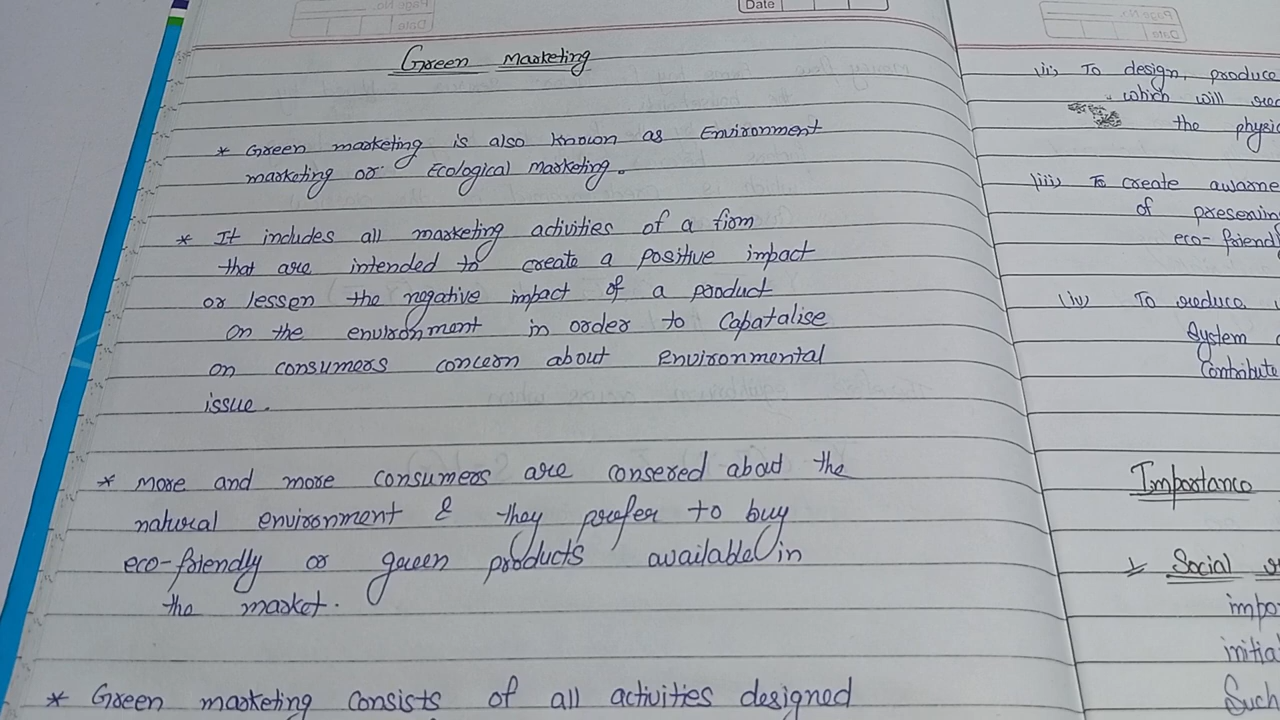 Date
Green Marketing
* Green marketing is also known as Environment
marketing or Ecological Marketing.
* It includes all marketing activities of a firm
that are intended to create a positive impact
or lessen the negative impact of a product
on the environment in order to Capatalise
on consumers concern about Environmental
issue.
* More and more consumers are consered about the
natural environment & they prefer to buy
eco-friendly or green products available in
the market.
* Green marketing consists of all activities designed
(ii) To design, produce
which will
the physic
(iii) To create awarne
of preservin
eco-friendl
(iv) To reduce
System
Contribute
Importance
1) Social
impo
initia
Such